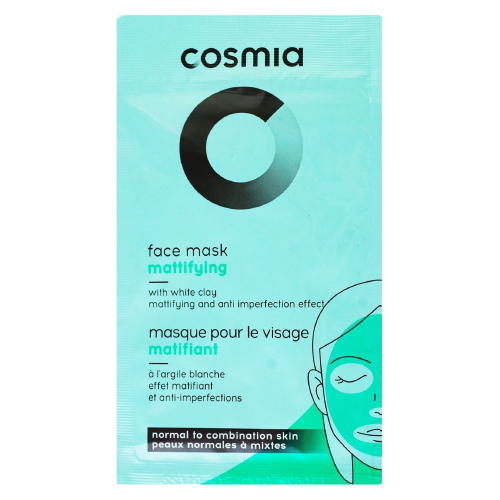 cosmia
face mask
mattifying
with white clay
mattifying and anti imperfection effect
masque pour le visage
matifiant
à l'argile blanche
effet matifiant
et anti-imperfections
normal to combination skin
peaux normales à mixtes